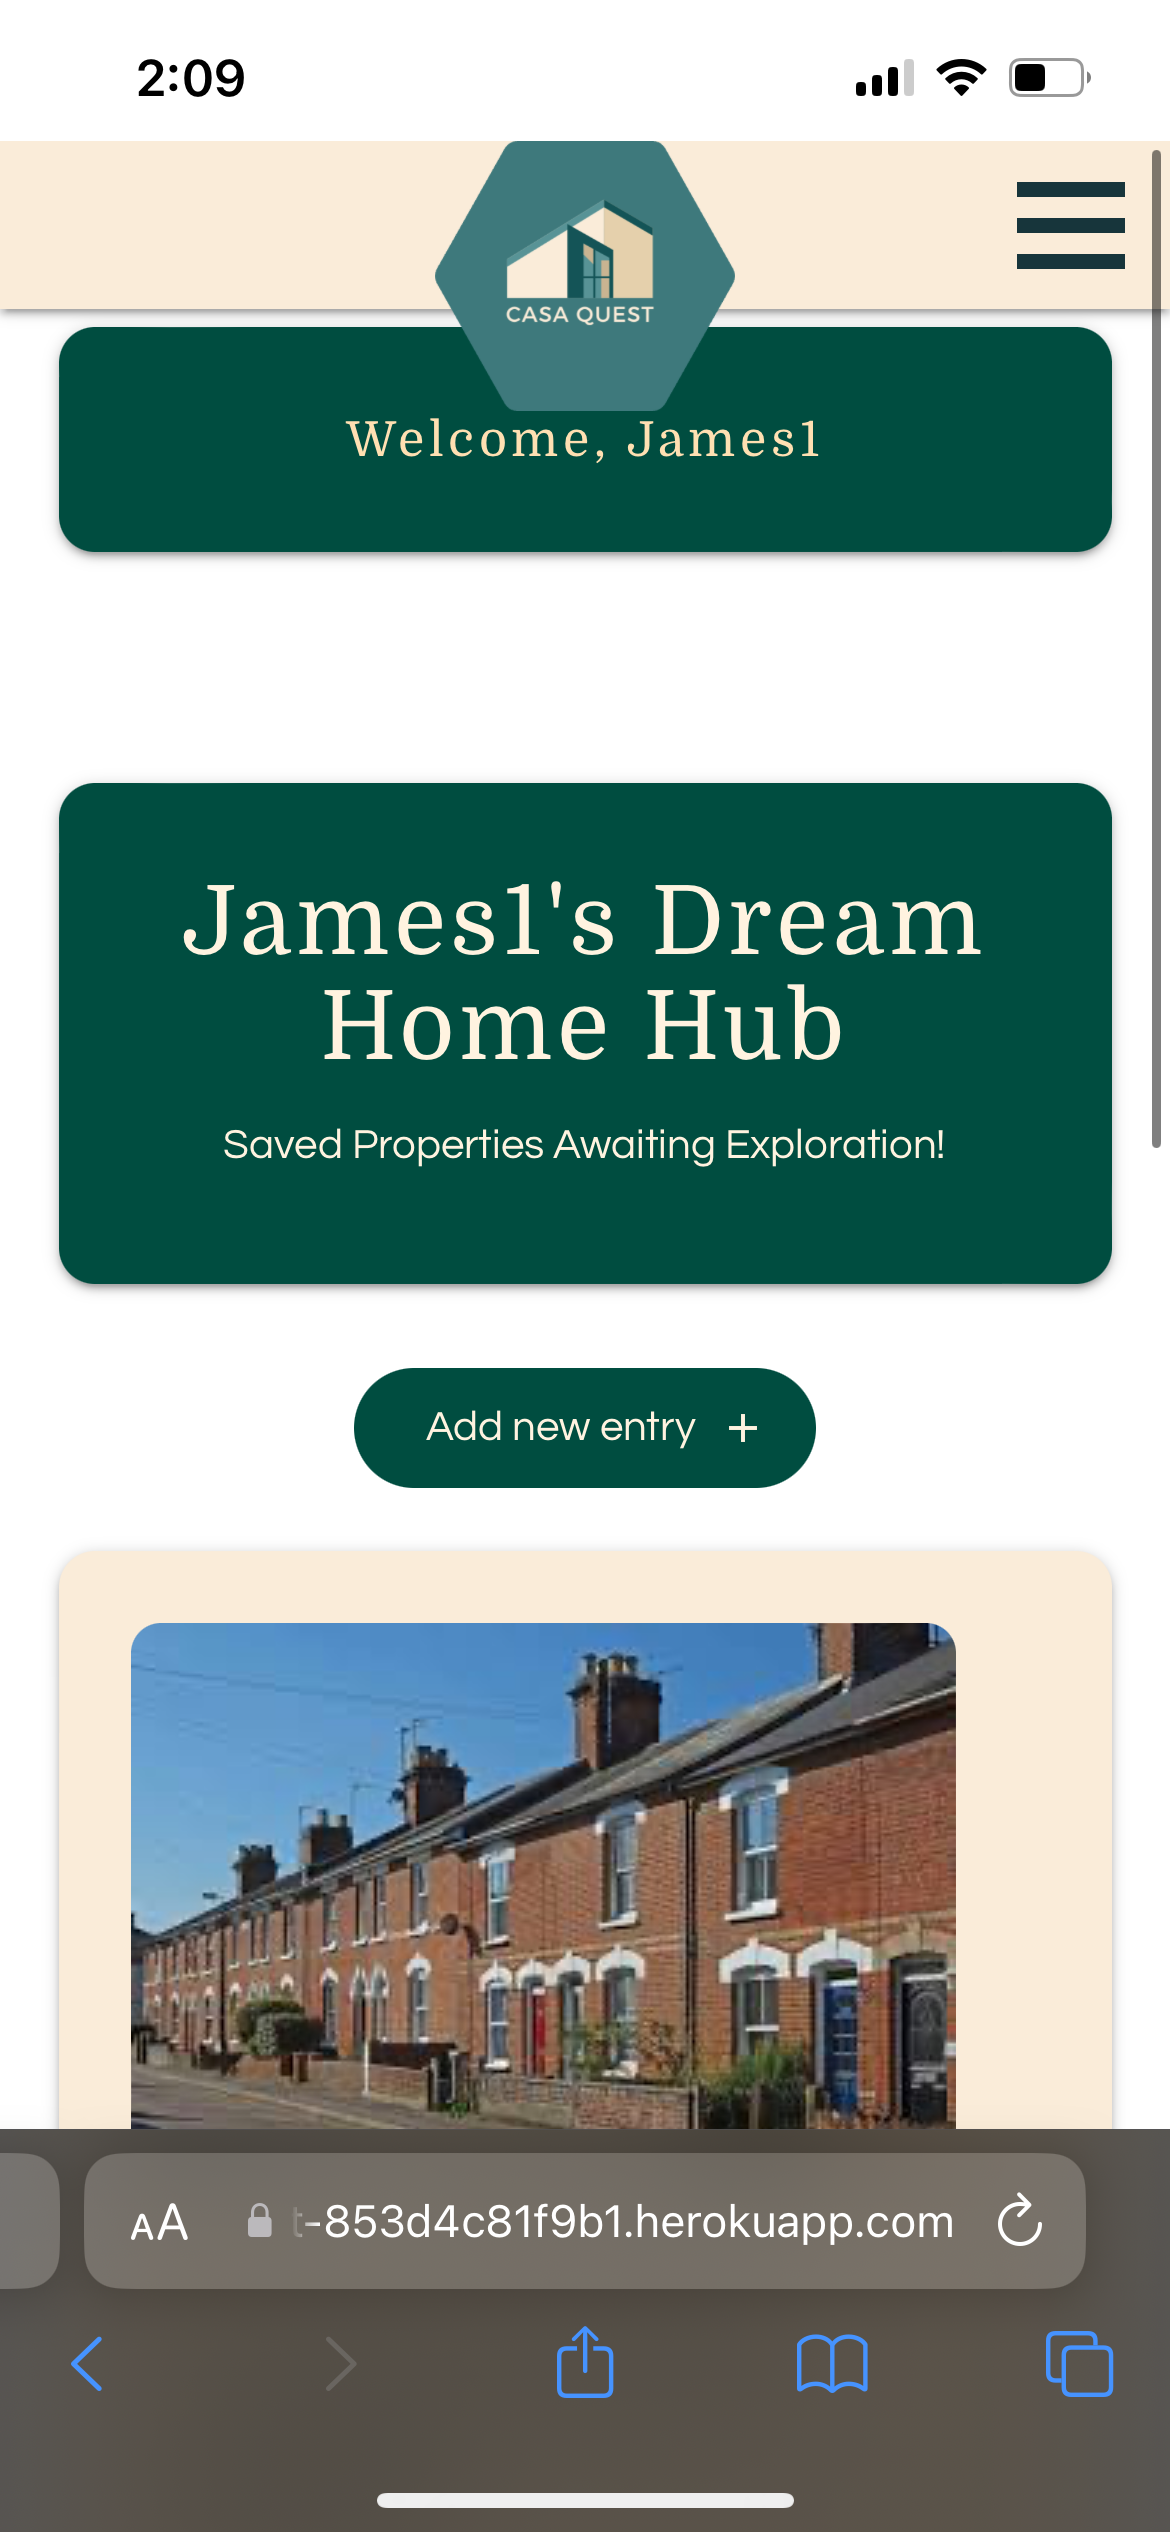 2:09
CASA QUEST
Welcome, James1
James1's Dream
Home Hub
Saved Properties Awaiting Exploration!
Add new entry +
AA t-853d4c81f9b1.herokuapp.com